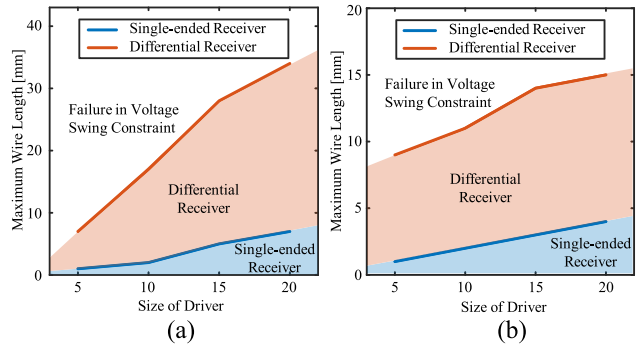 Single-ended Receiver
Differential Receiver
Maximum Wire Length [mm]
40
30
20
10
0
Failure in Voltage
Swing Constraint
Differential
Receiver
Single-ended
Receiver
5
10
15
20
Size of Driver
(a)
Single-ended Receiver
Differential Receiver
Maximum Wire Length [mm]
20
15
10
5
0
Failure in Voltage
Swing Constraint
Differential
Receiver
Single-ended
Receiver
5
10
15
20
Size of Driver
(b)